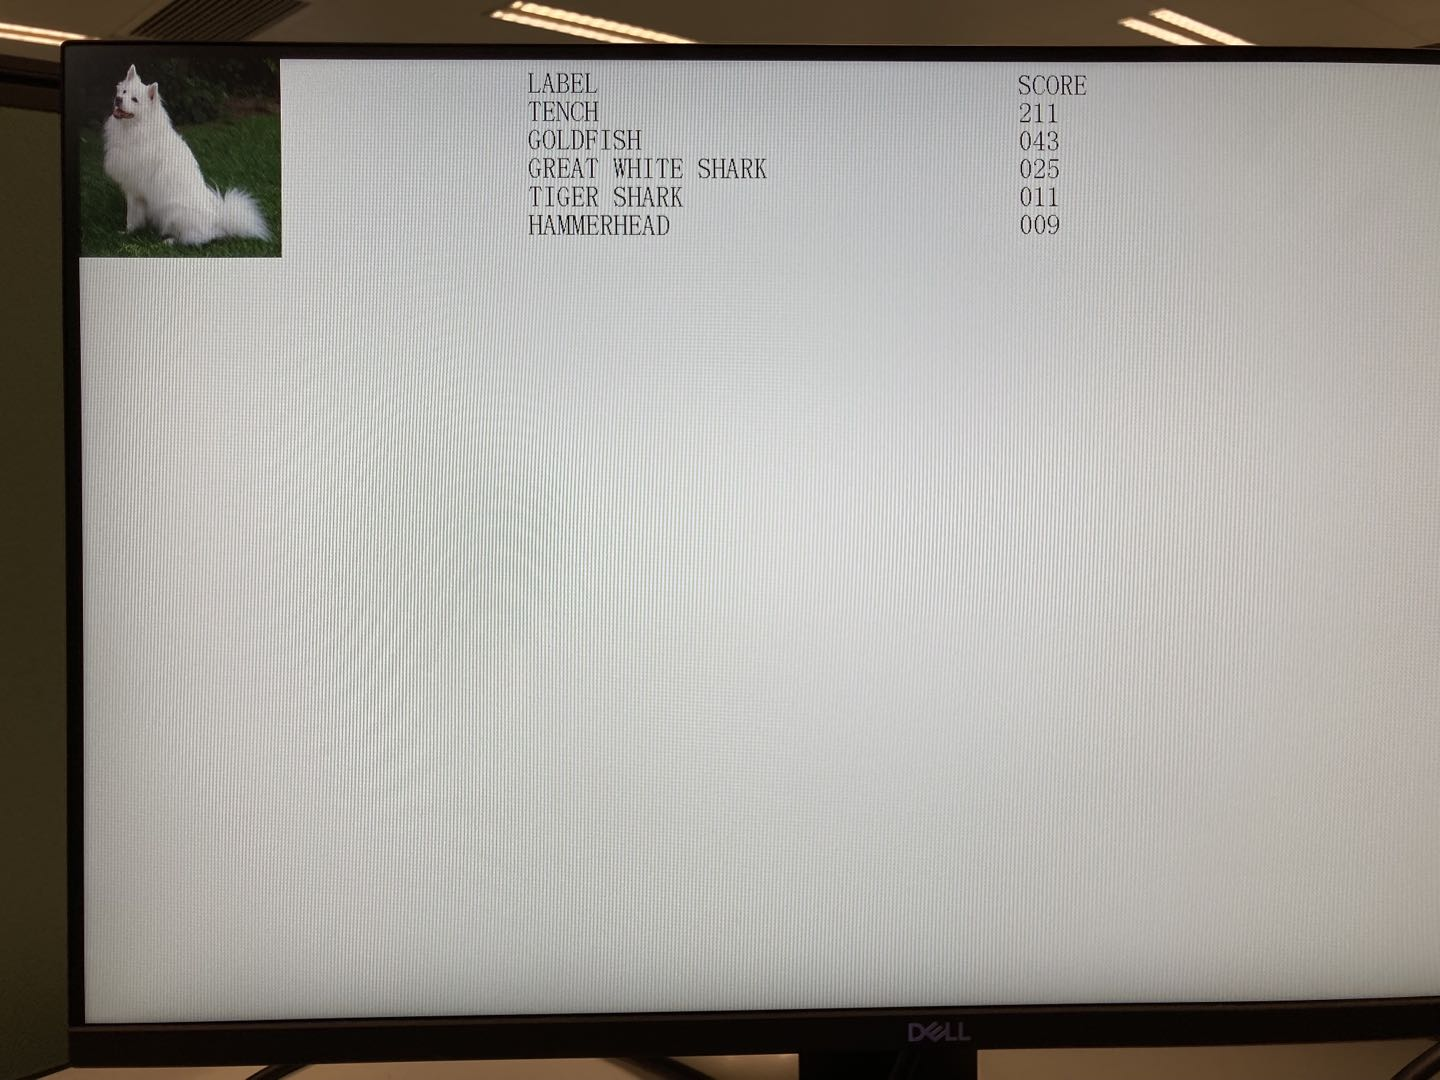 LABEL SCORE
TENCH 211
GOLDFISH 043
GREAT WHITE SHARK 025
TIGER SHARK 011
HAMMERHEAD 009
DELL